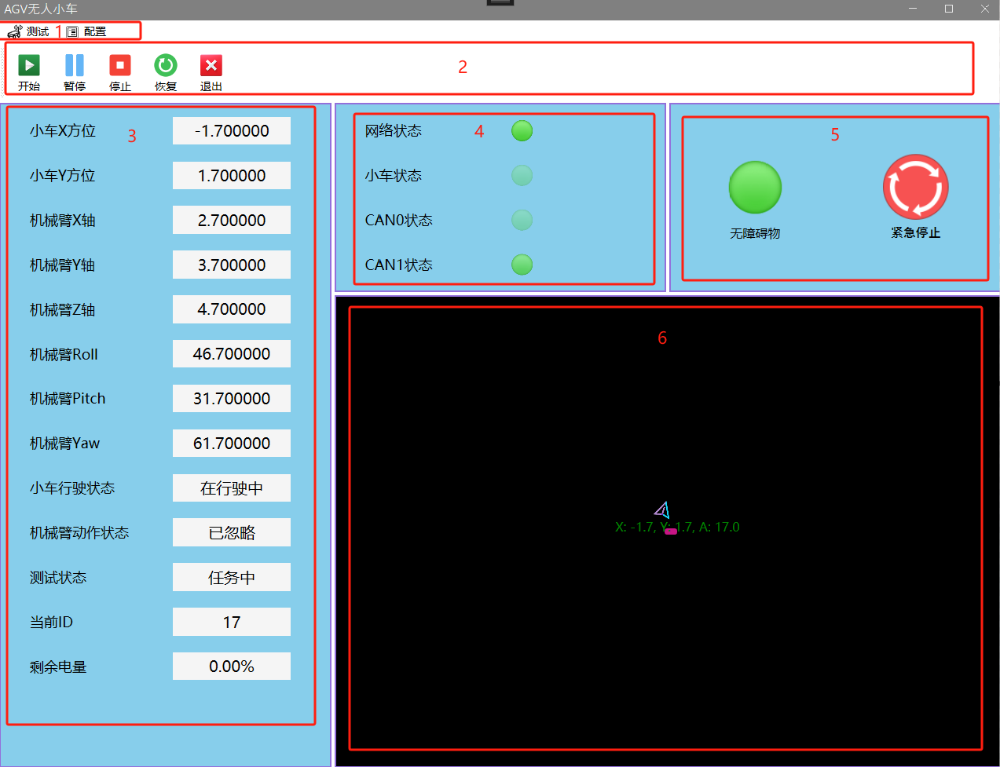 AGV无人小车
测试 1 配置
2
开始 暂停 停止 恢复 退出
3
小车X方位 -1.700000
小车Y方位 1.700000
机械臂X轴 2.700000
机械臂Y轴 3.700000
机械臂Z轴 4.700000
机械臂Roll 46.700000
机械臂Pitch 31.700000
机械臂Yaw 61.700000
小车行驶状态 在行驶中
机械臂动作状态 已忽略
测试状态 任务中
当前ID 17
剩余电量 0.00%
4
网络状态
小车状态
CAN0状态
CAN1状态
5
无障碍物 紧急停止
6
X: -1.7, Y: 1.7, A: 17.0